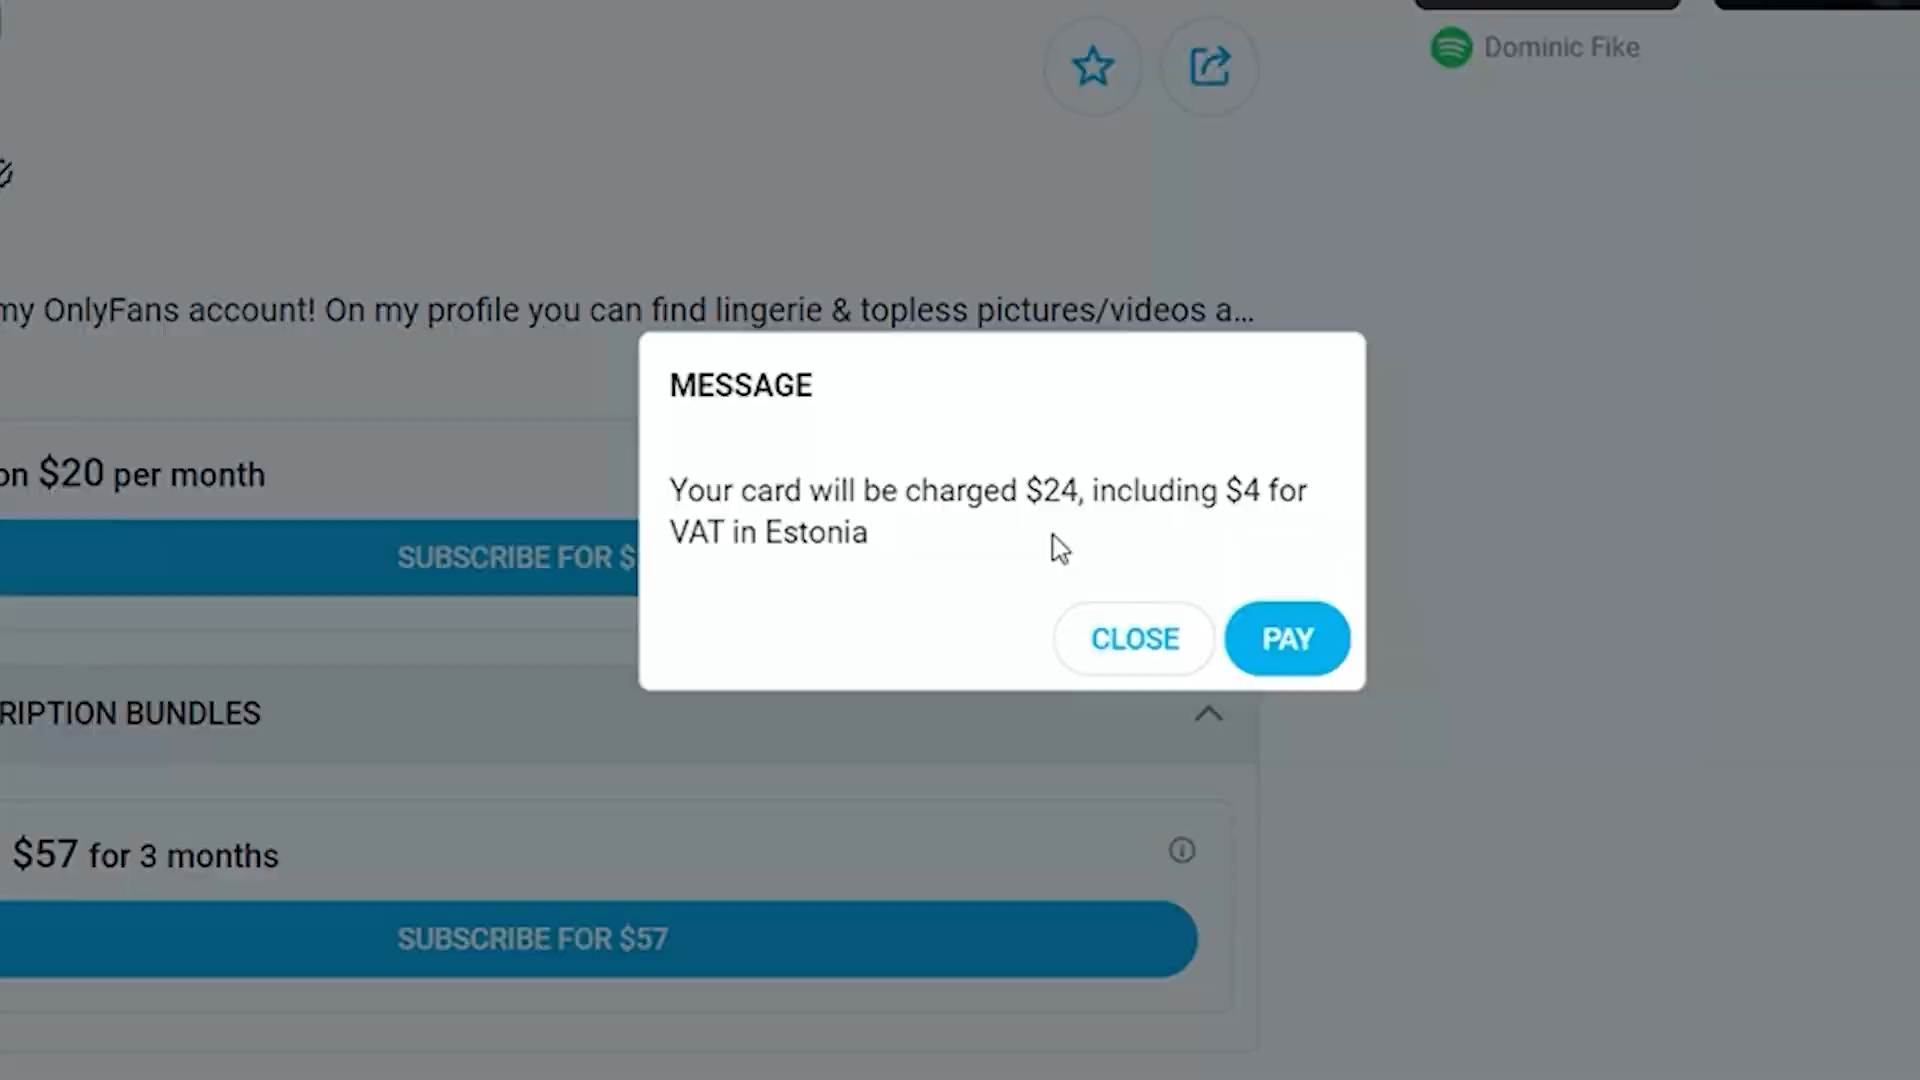 Dominic Fike
my OnlyFans account! On my profile you can find lingerie & topless pictures/videos a...
MESSAGE
Your card will be charged $24, including $4 for
VAT in Estonia
CLOSE
PAY
on $20 per month
SUBSCRIBE FOR $
RIPTION BUNDLES
$57 for 3 months
SUBSCRIBE FOR $57